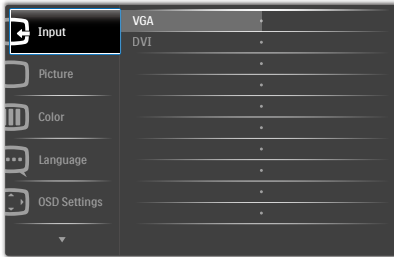 Input
VGA
DVI
Picture
Color
Language
OSD Settings